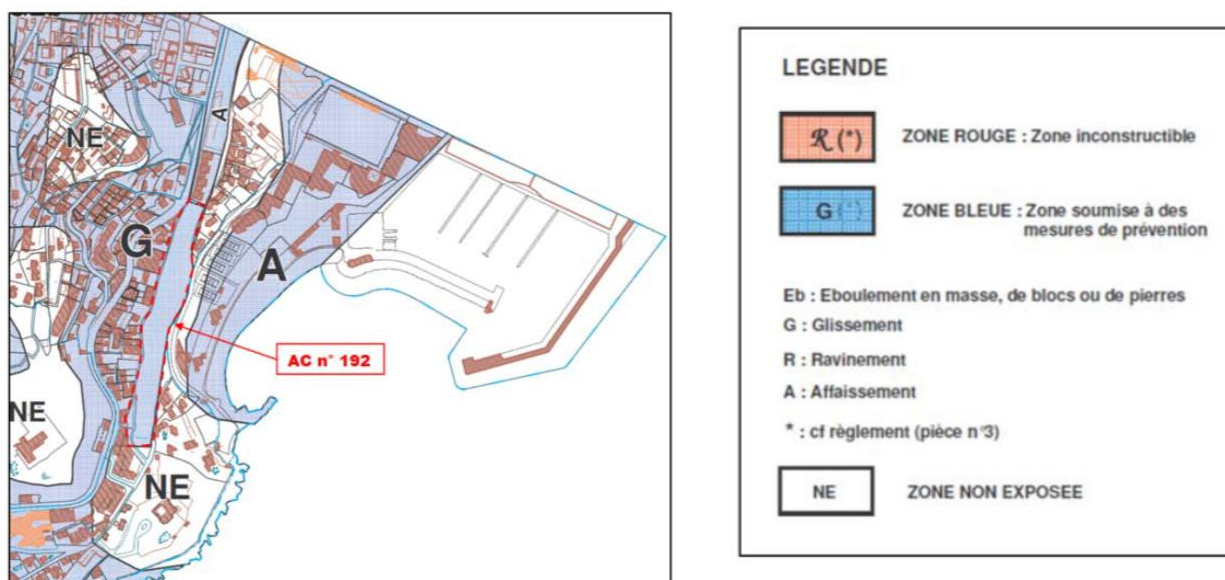 NE
A
G
A
AC n° 192
NE
NE
LEGENDE
R (*)
ZONE ROUGE : Zone inconstructible
G (*)
ZONE BLEUE : Zone soumise à des
mesures de prévention
Eb : Eboulement en masse, de blocs ou de pierres
G : Glissement
R : Ravinement
A : Affaissement
* : cf règlement (pièce n°3)
NE
ZONE NON EXPOSEE